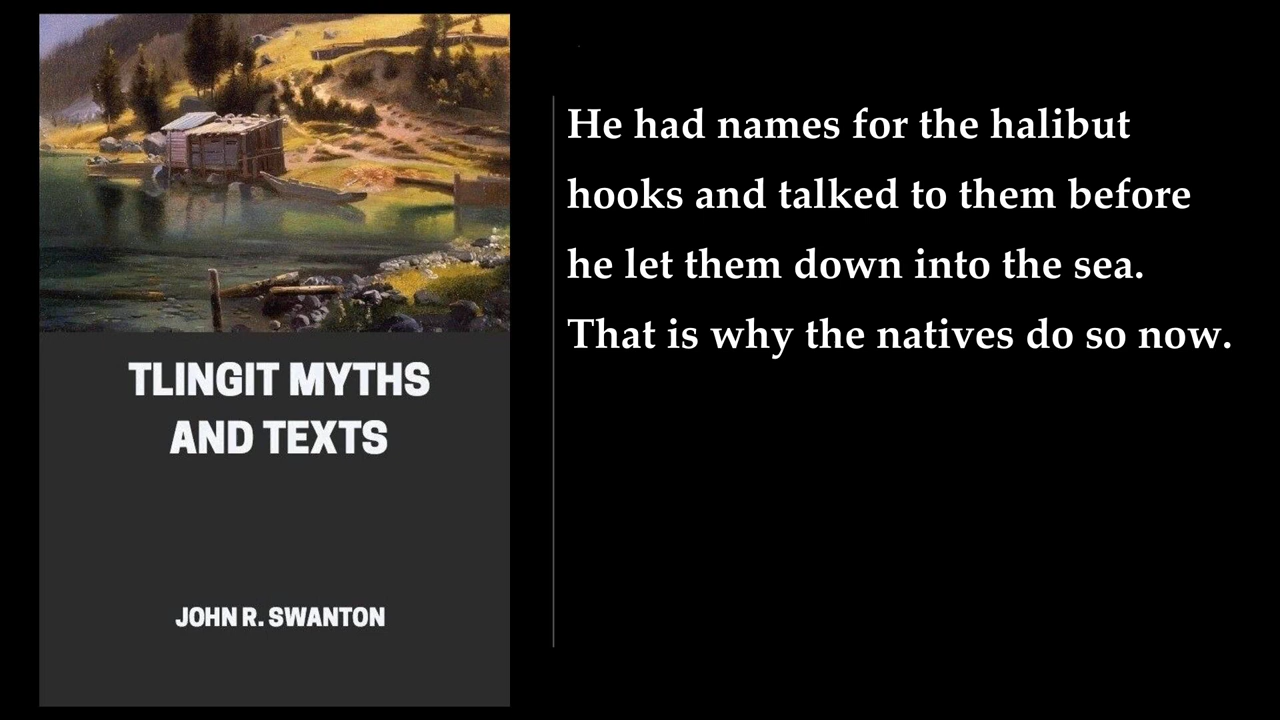 TLINGIT MYTHS
AND TEXTS
JOHN R. SWANTON
He had names for the halibut
hooks and talked to them before
he let them down into the sea.
That is why the natives do so now.